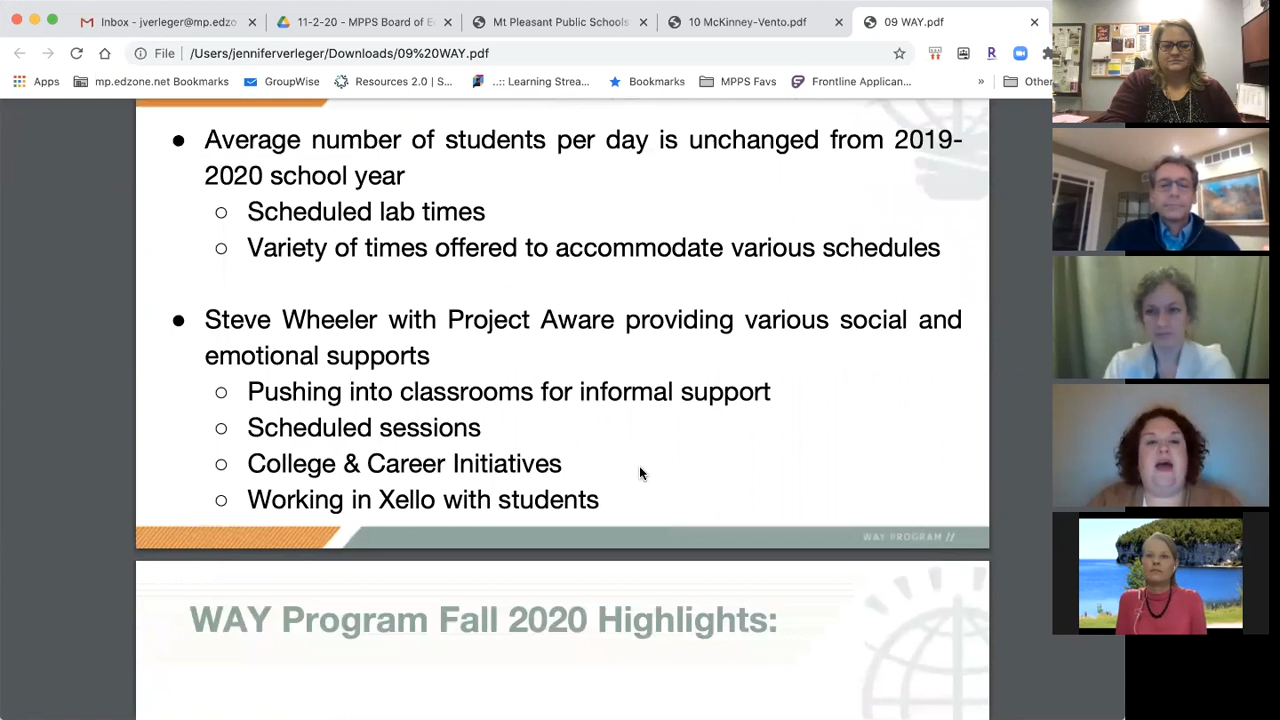 Inbox - jverleger@mp.edzo
11-2-20 - MPPS Board of E
Mt Pleasant Public Schools
10 McKinney-Vento.pdf
09 WAY.pdf
File
/Users/jenniferverleger/Downloads/09%20WAY.pdf
R
Apps
mp.edzone.net Bookmarks
GroupWise
Resources 2.0 | S...
..:: Learning Strea...
Bookmarks
MPPS Favs
Frontline Applican...
»
Other
● Average number of students per day is unchanged from 2019-
2020 school year
○ Scheduled lab times
○ Variety of times offered to accommodate various schedules
● Steve Wheeler with Project Aware providing various social and
emotional supports
○ Pushing into classrooms for informal support
○ Scheduled sessions
○ College & Career Initiatives
○ Working in Xello with students
WAY PROGRAM //
WAY Program Fall 2020 Highlights: